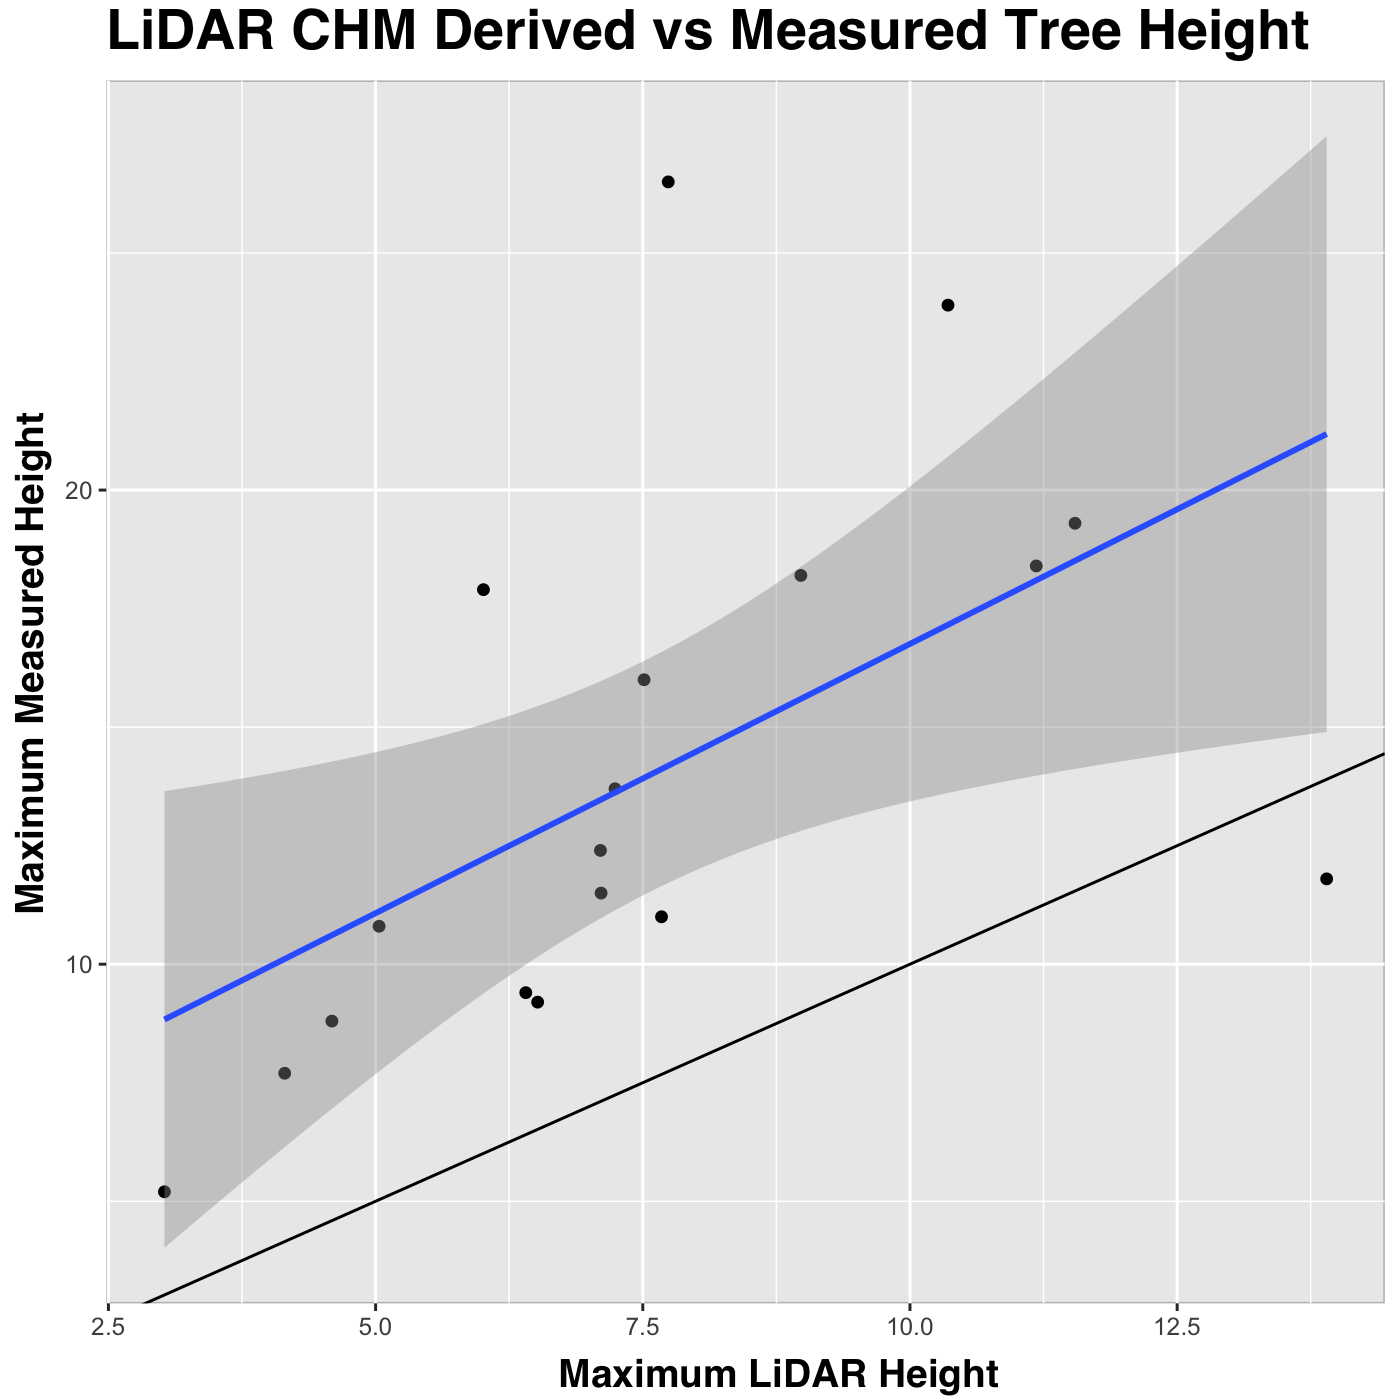 LiDAR CHM Derived vs Measured Tree Height
Maximum Measured Height
20
10
2.5 5.0 7.5 10.0 12.5
Maximum LiDAR Height